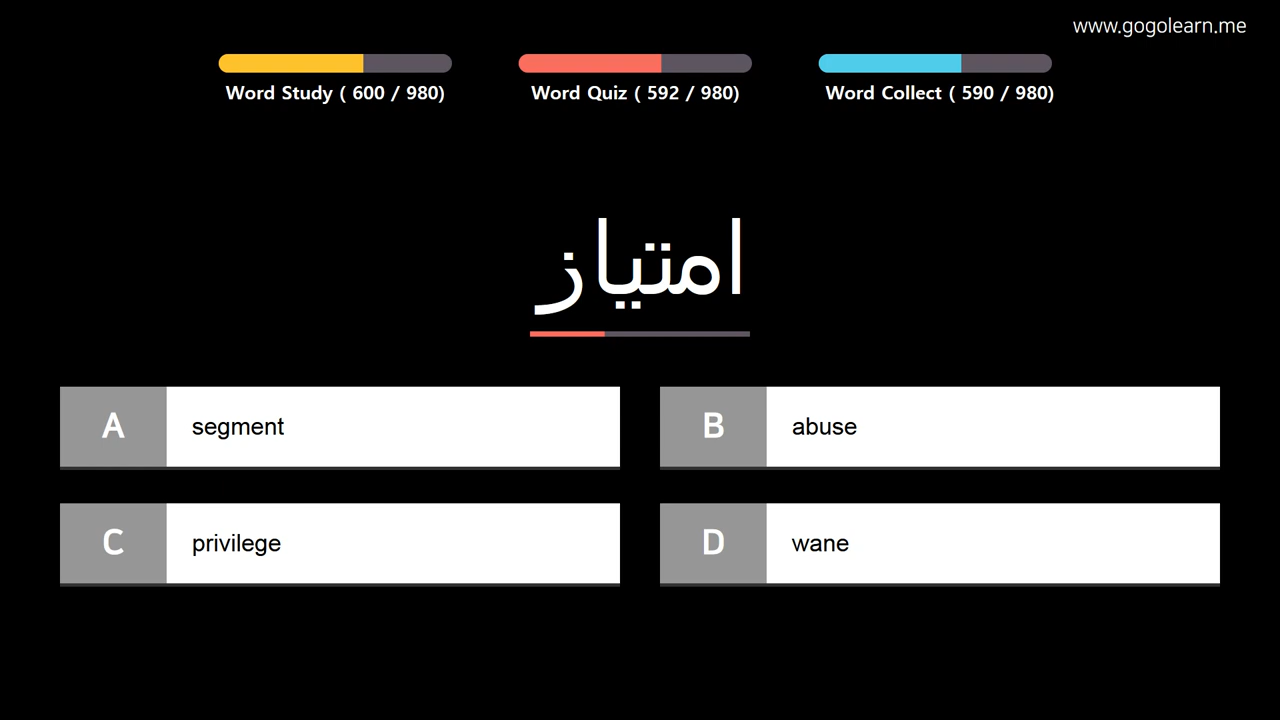 www.gogolearn.me
Word Study ( 600 / 980)
Word Quiz ( 592 / 980)
Word Collect ( 590 / 980)
امتياز
A segment
B abuse
C privilege
D wane